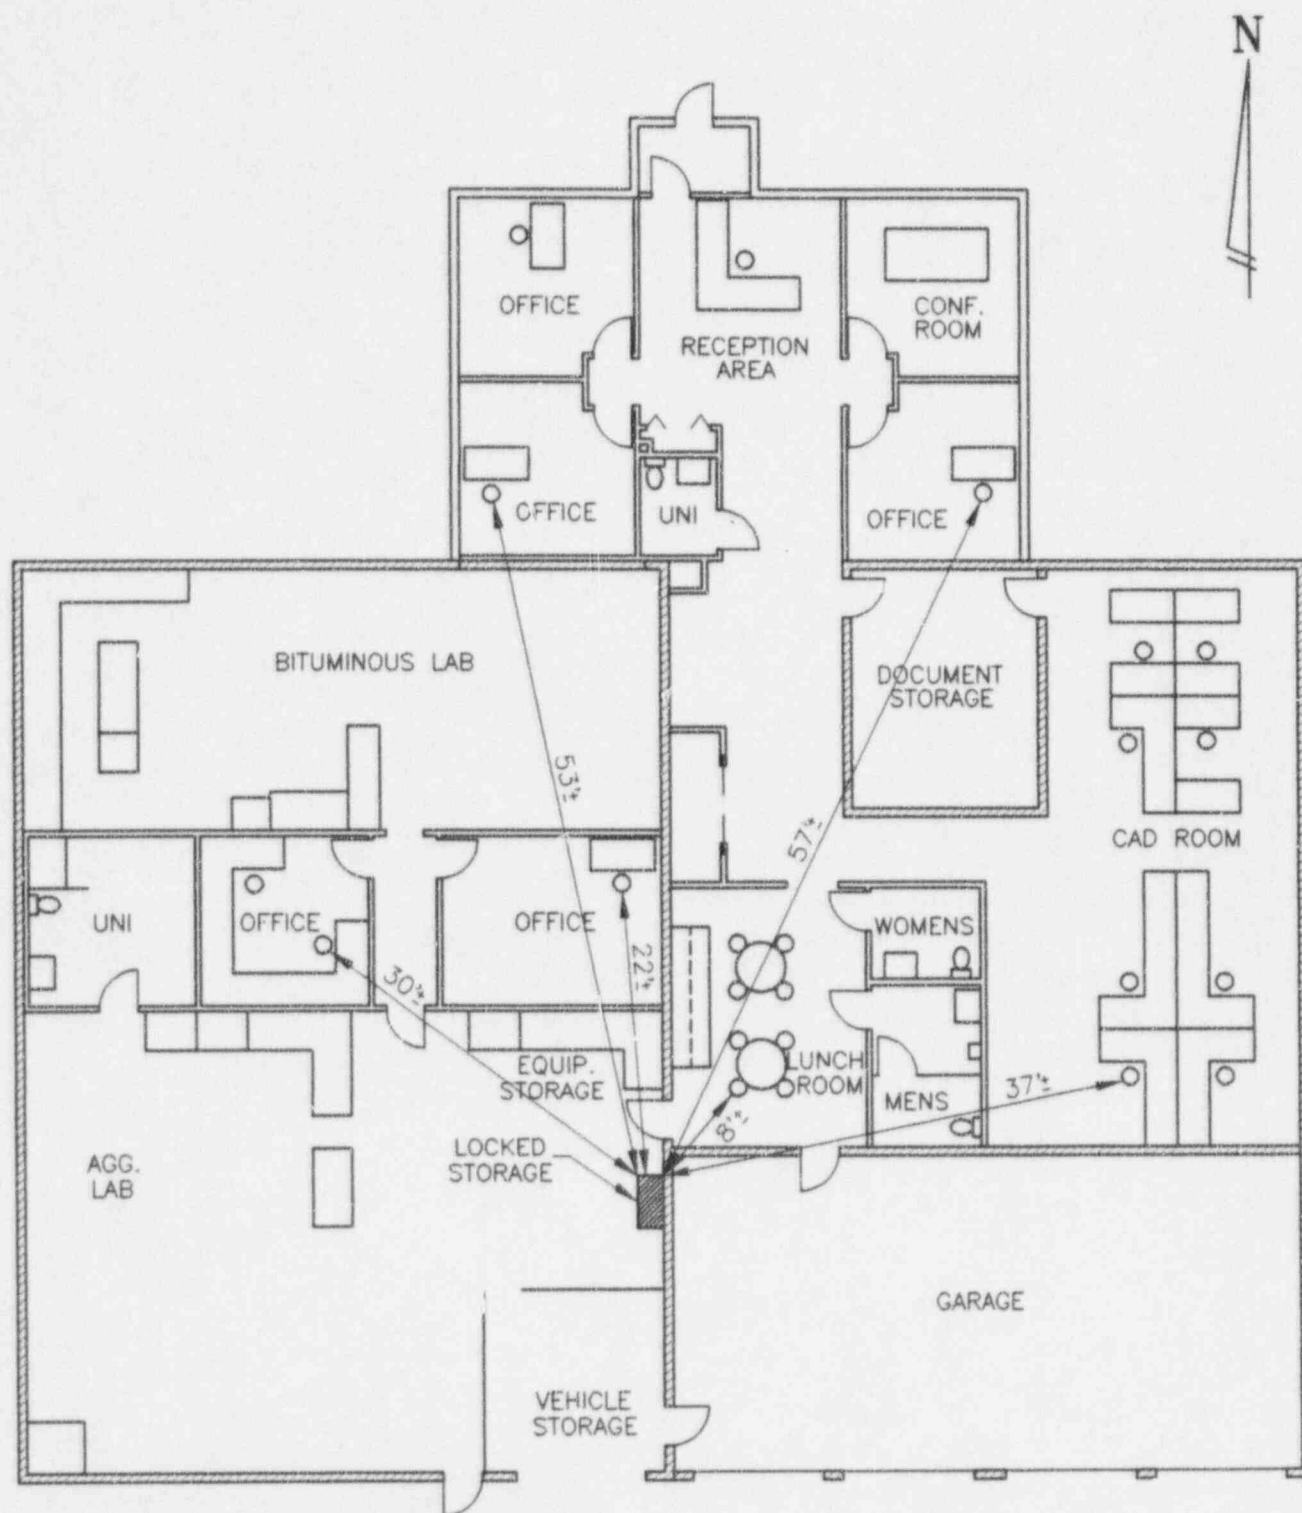 N
OFFICE
CONF.
ROOM
RECEPTION
AREA
OFFICE
UNI
OFFICE
BITUMINOUS LAB
DOCUMENT
STORAGE
53'±
57'±
CAD ROOM
UNI
OFFICE
OFFICE
WOMENS
22'±
30'±
EQUIP.
STORAGE
LUNCH
ROOM
37'±
MENS
8'±
LOCKED
STORAGE
AGG.
LAB
GARAGE
VEHICLE
STORAGE